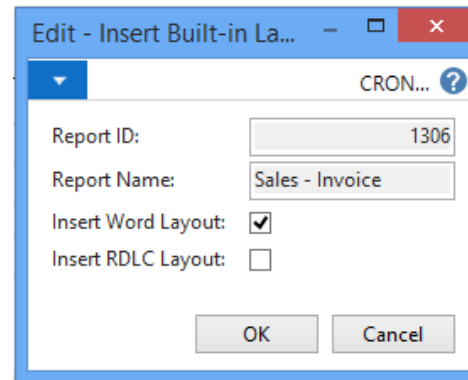 Edit - Insert Built-in La...
CRON...
Report ID: 1306
Report Name: Sales - Invoice
Insert Word Layout:
Insert RDLC Layout:
OK Cancel